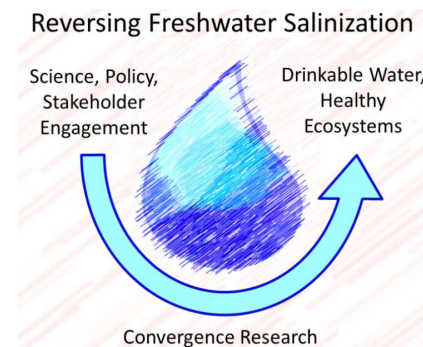 Reversing Freshwater Salinization
Science, Policy,
Stakeholder
Engagement
Drinkable Water,
Healthy
Ecosystems
Convergence Research